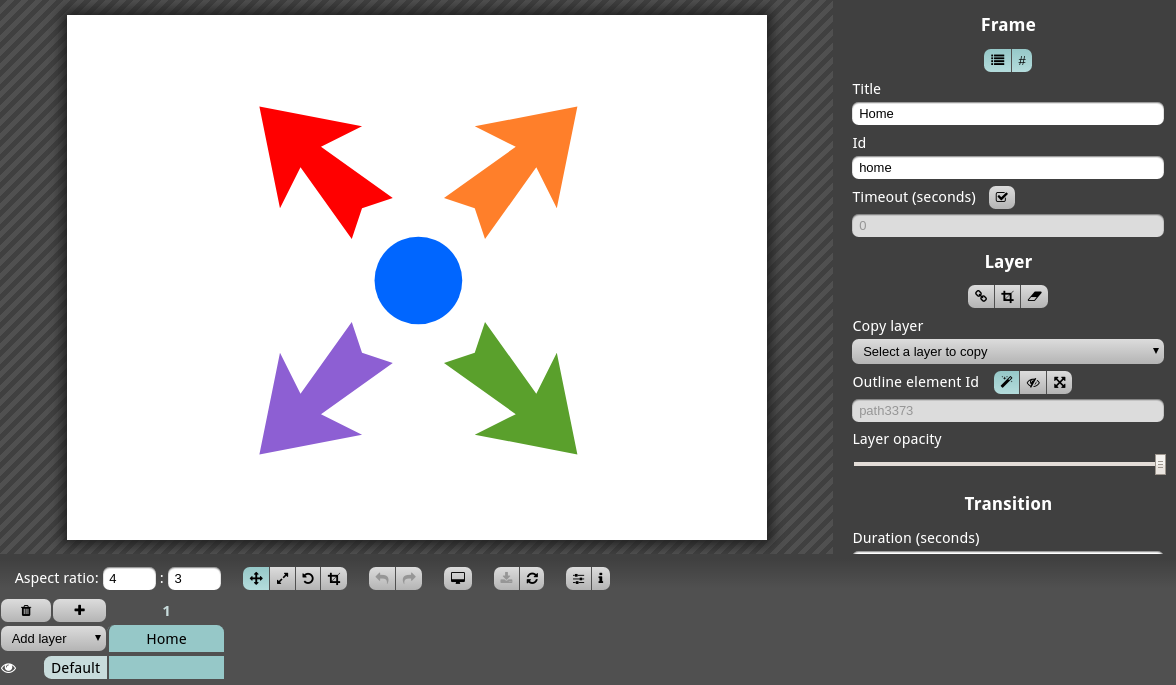 Frame
#
Title
Home
Id
home
Timeout (seconds)
0
Layer
Copy layer
Select a layer to copy
Outline element Id
path3373
Layer opacity
Transition
Duration (seconds)
Aspect ratio: 4 : 3
1
Add layer Home
Default